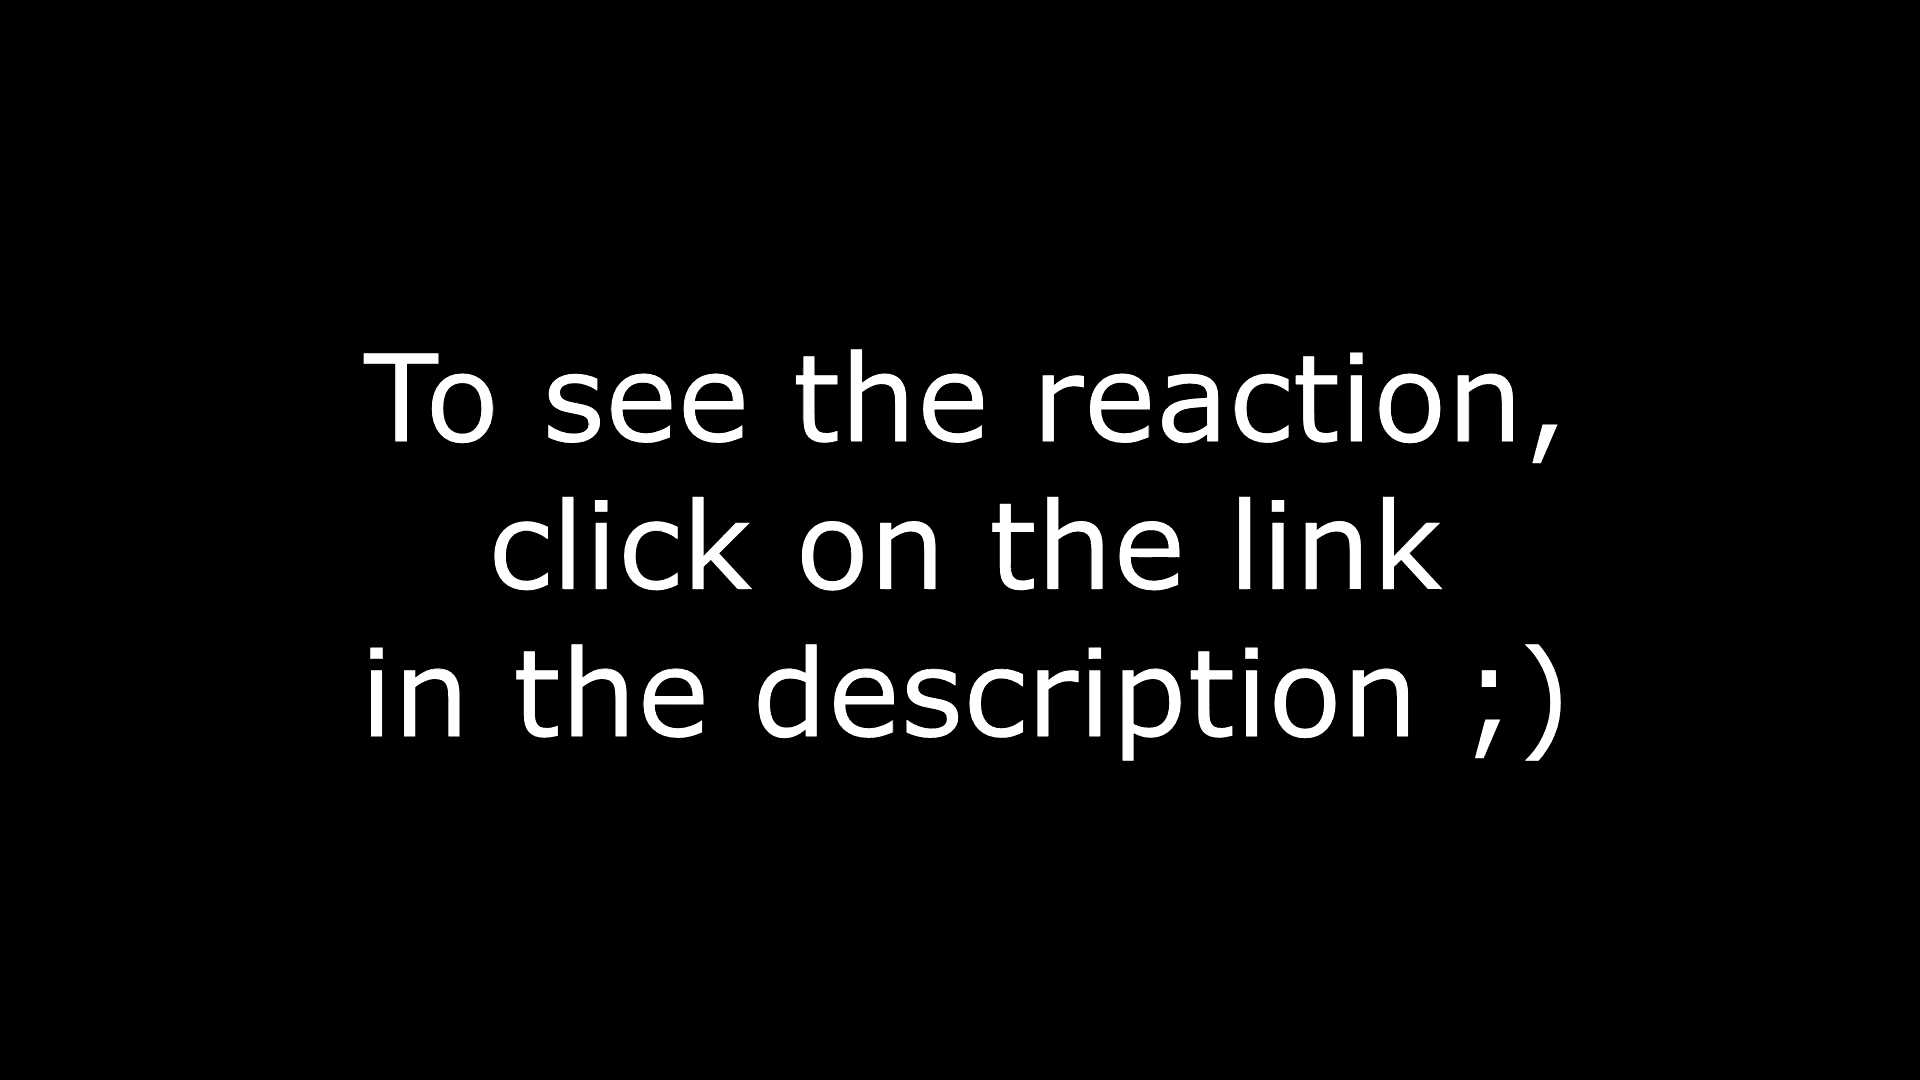 To see the reaction,
click on the link
in the description ;)